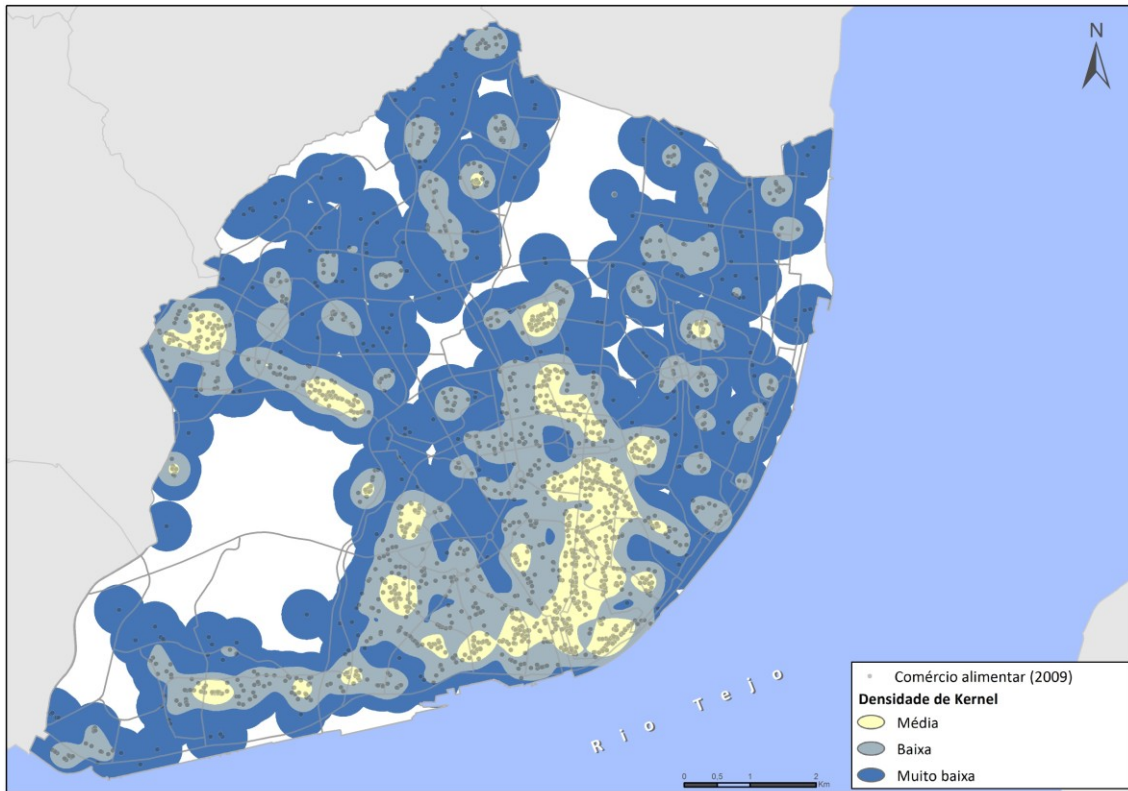 N
Rio Tejo
0 0,5 1 2
Km
Comércio alimentar (2009)
Densidade de Kernel
Média
Baixa
Muito baixa